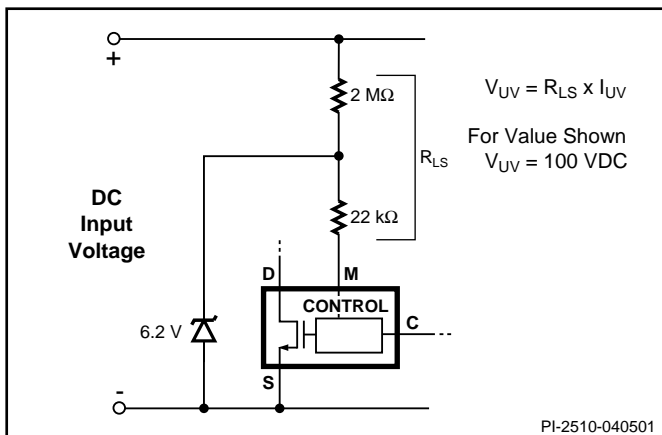 +
2 MΩ
V_UV = R_LS x I_UV
For Value Shown
V_UV = 100 VDC
R_LS
DC
Input
Voltage
22 kΩ
D
M
CONTROL
C
6.2 V
S
-
PI-2510-040501